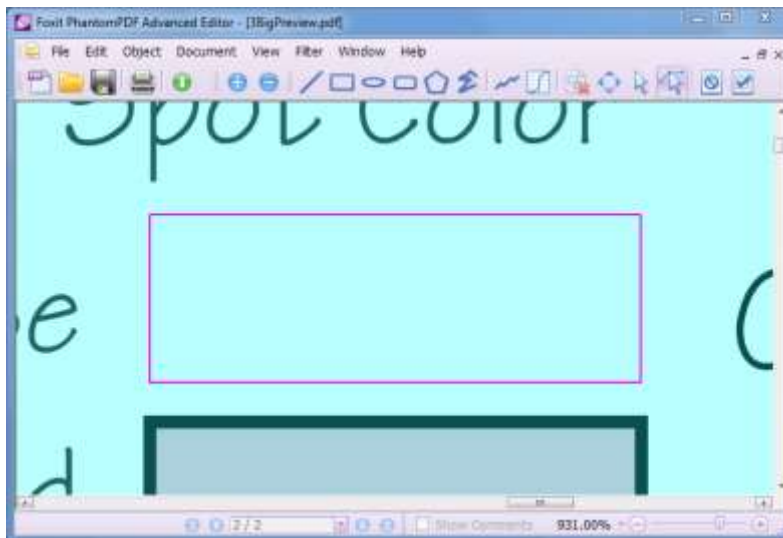 Foxit PhantomPDF Advanced Editor - [3BigPreview.pdf]
File Edit Object Document View Filter Window Help
Spot Color
e
d
2 / 2 Show Comments 931.00%